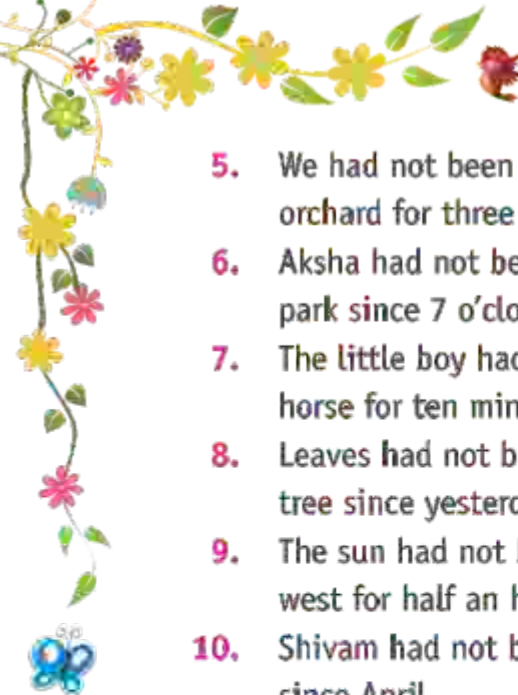 5. We had not been
orchard for three
6. Aksha had not be
park since 7 o'clo
7. The little boy had
horse for ten min
8. Leaves had not b
tree since yesterd
9. The sun had not
west for half an h
10. Shivam had not b
since April